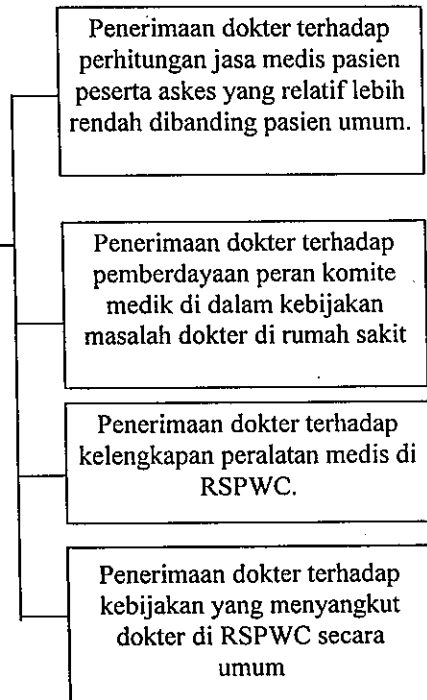 Penerimaan dokter terhadap
perhitungan jasa medis pasien
peserta askes yang relatif lebih
rendah dibanding pasien umum.
Penerimaan dokter terhadap
pemberdayaan peran komite
medik di dalam kebijakan
masalah dokter di rumah sakit
Penerimaan dokter terhadap
kelengkapan peralatan medis di
RSPWC.
Penerimaan dokter terhadap
kebijakan yang menyangkut
dokter di RSPWC secara
umum